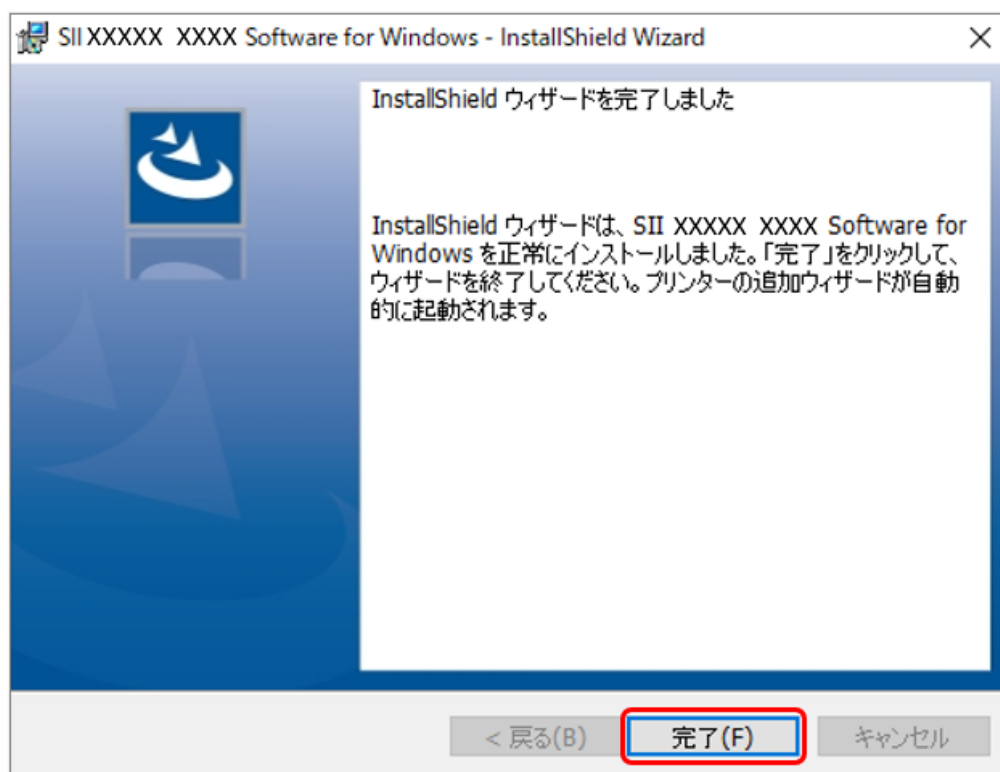 SII XXXXX XXXX Software for Windows - InstallShield Wizard
InstallShield ウィザードを完了しました
InstallShield ウィザードは、SII XXXXX XXXX Software for
Windows を正常にインストールしました。「完了」をクリックして、
ウィザードを終了してください。プリンターの追加ウィザードが自動
的に起動されます。
< 戻る(B)
完了(F)
キャンセル